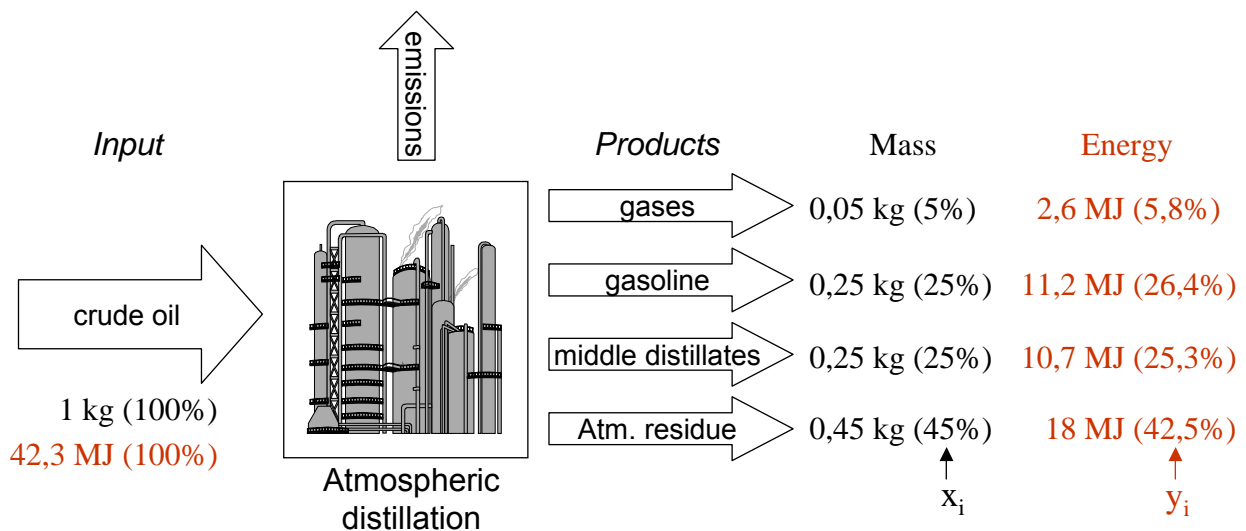 emissions
Input
Products
Mass
Energy
gases
0,05 kg (5%)
2,6 MJ (5,8%)
gasoline
0,25 kg (25%)
11,2 MJ (26,4%)
crude oil
middle distillates
0,25 kg (25%)
10,7 MJ (25,3%)
1 kg (100%)
42,3 MJ (100%)
Atm. residue
0,45 kg (45%)
18 MJ (42,5%)
Atmospheric
distillation
xi
yi